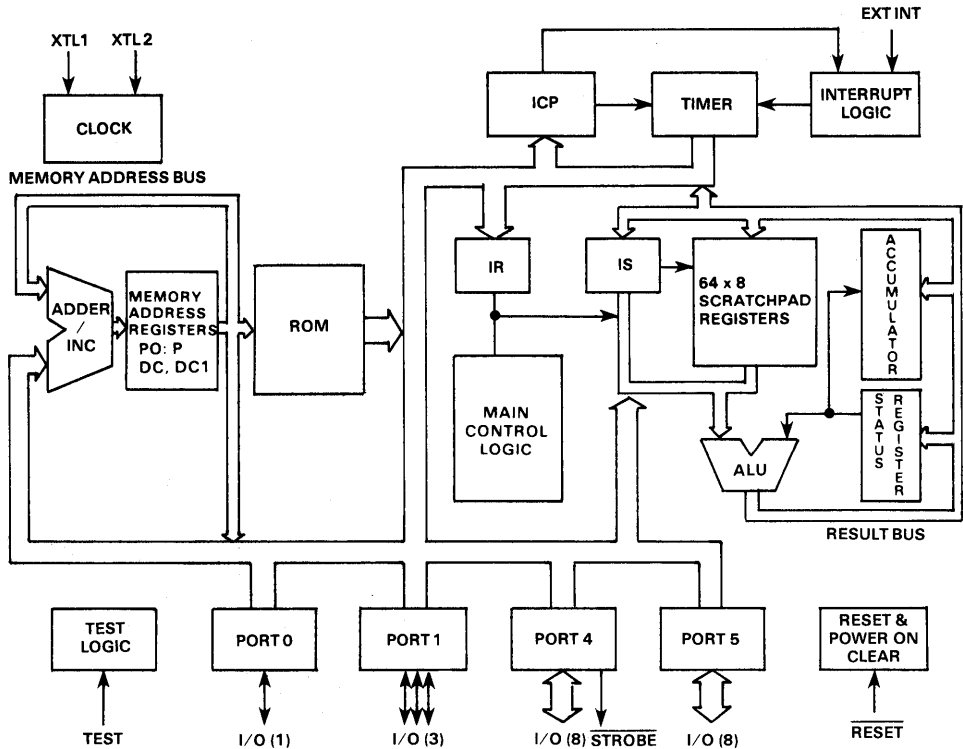 XTL1 XTL2
EXT INT
CLOCK
ICP
TIMER
INTERRUPT
LOGIC
MEMORY ADDRESS BUS
ADDER
/
INC
MEMORY
ADDRESS
REGISTERS
PO: P
DC, DC1
ROM
IR
IS
64 x 8
SCRATCHPAD
REGISTERS
ACCUMULATOR
MAIN
CONTROL
LOGIC
ALU
STATUS
REGISTER
RESULT BUS
TEST
LOGIC
PORT 0
PORT 1
PORT 4
PORT 5
RESET &
POWER ON
CLEAR
TEST
I/O (1)
I/O (3)
I/O (8) STROBE
I/O (8)
RESET